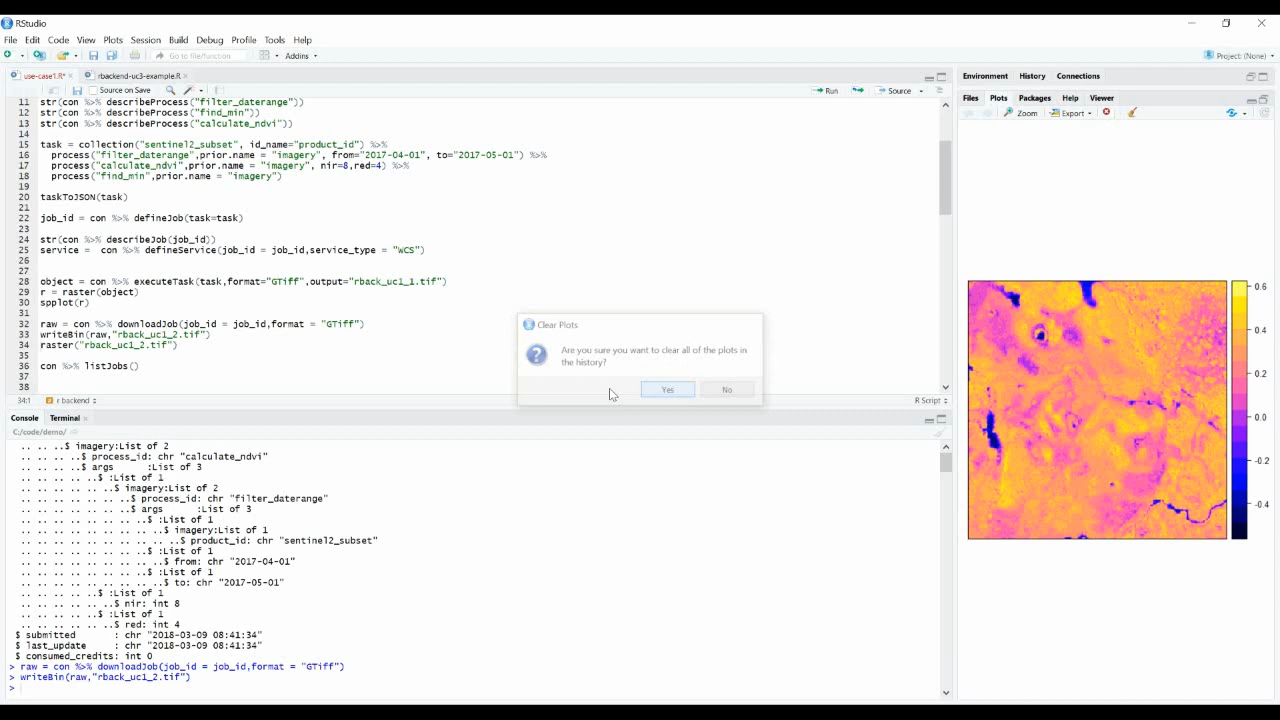 RStudio
File Edit Code View Plots Session Build Debug Profile Tools Help
Go to file/function Addins Project: (None)
use-case1.R* rbackend-uc3-example.R
Source on Save Run Source
11 str(con %>% describeProcess("filter_daterange"))
12 str(con %>% describeProcess("find_min"))
13 str(con %>% describeProcess("calculate_ndvi"))
14
15 task = collection("sentinel2_subset", id_name="product_id") %>%
16 process("filter_daterange",prior.name = "imagery", from="2017-04-01", to="2017-05-01") %>%
17 process("calculate_ndvi",prior.name = "imagery", nir=8,red=4) %>%
18 process("find_min",prior.name = "imagery")
19
20 taskToJSON(task)
21
22 job_id = con %>% defineJob(task=task)
23
24 str(con %>% describeJob(job_id))
25 service = con %>% defineService(job_id = job_id,service_type = "WCS")
26
27
28 object = con %>% executeTask(task,format="GTiff",output="rback_uc1_1.tif")
29 r = raster(object)
30 spplot(r)
31
32 raw = con %>% downloadJob(job_id = job_id,format = "GTiff")
33 writeBin(raw,"rback_uc1_2.tif")
34 raster("rback_uc1_2.tif")
35
36 con %>% listJobs()
37
38
34:1 r backend R Script
Clear Plots
Are you sure you want to clear all of the plots in
the history?
Yes No
Console Terminal
C:/code/demo/
.. .. ..$ imagery:List of 2
.. .. .. ..$ process_id: chr "calculate_ndvi"
.. .. .. ..$ args :List of 3
.. .. .. .. ..$ :List of 1
.. .. .. .. .. ..$ imagery:List of 2
.. .. .. .. .. .. ..$ process_id: chr "filter_daterange"
.. .. .. .. .. .. ..$ args :List of 3
.. .. .. .. .. .. .. ..$ :List of 1
.. .. .. .. .. .. .. .. ..$ imagery:List of 1
.. .. .. .. .. .. .. .. .. ..$ product_id: chr "sentinel2_subset"
.. .. .. .. .. .. .. ..$ :List of 1
.. .. .. .. .. .. .. .. ..$ from: chr "2017-04-01"
.. .. .. .. .. .. .. ..$ :List of 1
.. .. .. .. .. .. .. .. ..$ to: chr "2017-05-01"
.. .. .. .. ..$ :List of 1
.. .. .. .. .. ..$ nir: int 8
.. .. .. .. ..$ :List of 1
.. .. .. .. .. ..$ red: int 4
$ submitted : chr "2018-03-09 08:41:34"
$ last_update : chr "2018-03-09 08:41:34"
$ consumed_credits: int 0
> raw = con %>% downloadJob(job_id = job_id,format = "GTiff")
> writeBin(raw,"rback_uc1_2.tif")
>
Environment History Connections
Files Plots Packages Help Viewer
Zoom Export
0.6
0.4
0.2
0.0
-0.2
-0.4